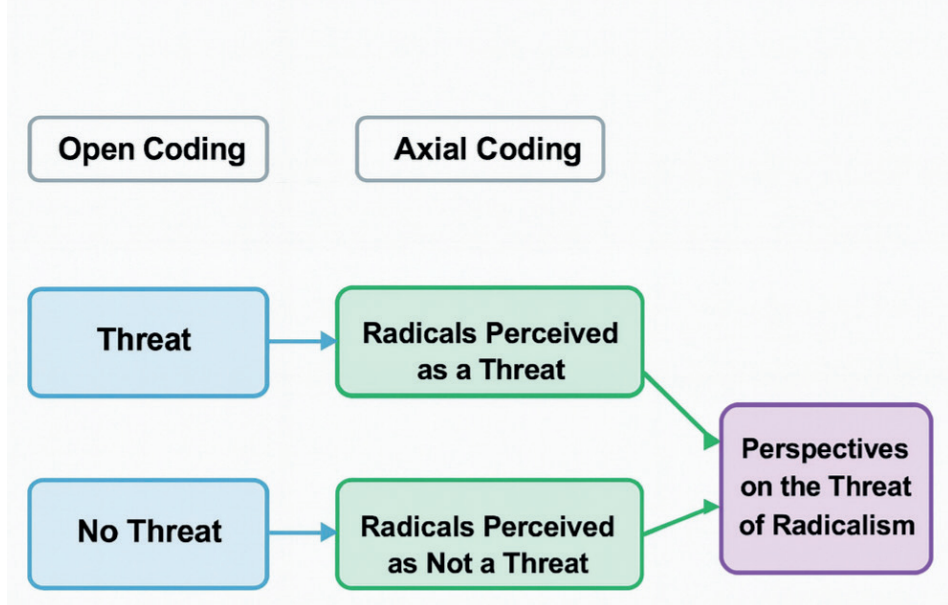 Open Coding
Axial Coding
Threat
Radicals Perceived
as a Threat
No Threat
Radicals Perceived
as Not a Threat
Perspectives
on the Threat
of Radicalism